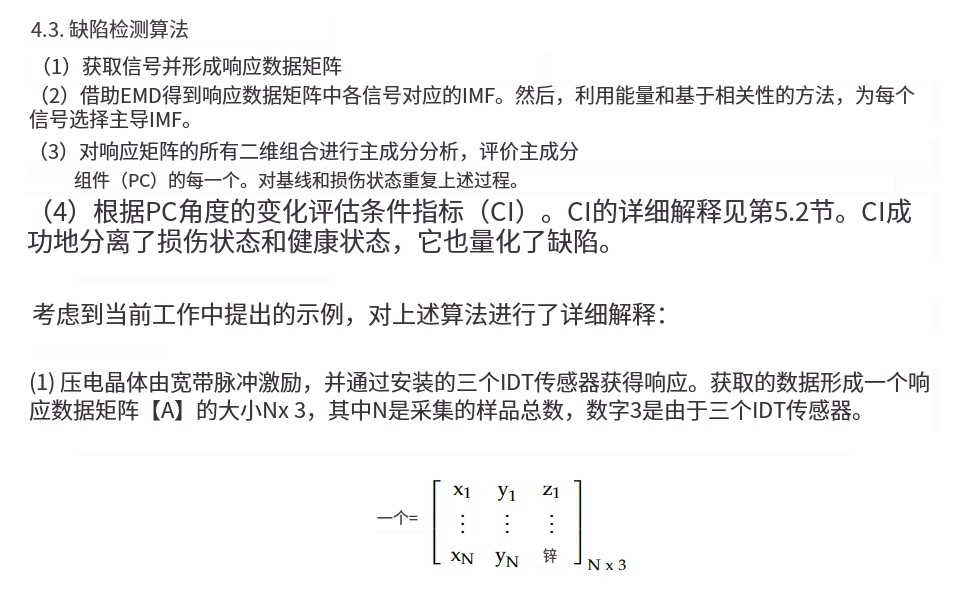 4.3. 缺陷检测算法
（1）获取信号并形成响应数据矩阵
（2）借助EMD得到响应数据矩阵中各信号对应的IMF。然后，利用能量和基于相关性的方法，为每个
信号选择主导IMF。
（3）对响应矩阵的所有二维组合进行主成分分析，评价主成分
组件（PC）的每一个。对基线和损伤状态重复上述过程。
（4）根据PC角度的变化评估条件指标（CI）。CI的详细解释见第5.2节。CI成
功地分离了损伤状态和健康状态，它也量化了缺陷。
考虑到当前工作中提出的示例，对上述算法进行了详细解释：
(1) 压电晶体由宽带脉冲激励，并通过安装的三个IDT传感器获得响应。获取的数据形成一个响
应数据矩阵【A】的大小Nx 3，其中N是采集的样品总数，数字3是由于三个IDT传感器。
x1 y1 z1
一个= ⋮ ⋮ ⋮
xN yN 锌
N x 3